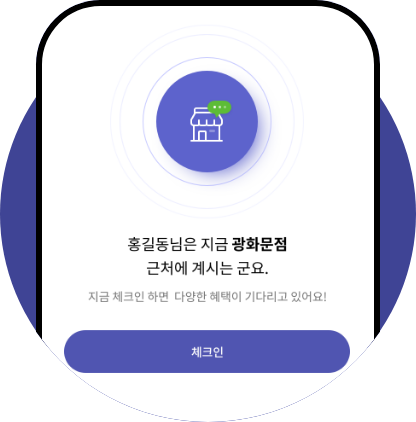 홍길동님은 지금 광화문점
근처에 계시는 군요.
지금 체크인 하면 다양한 혜택이 기다리고 있어요!
체크인